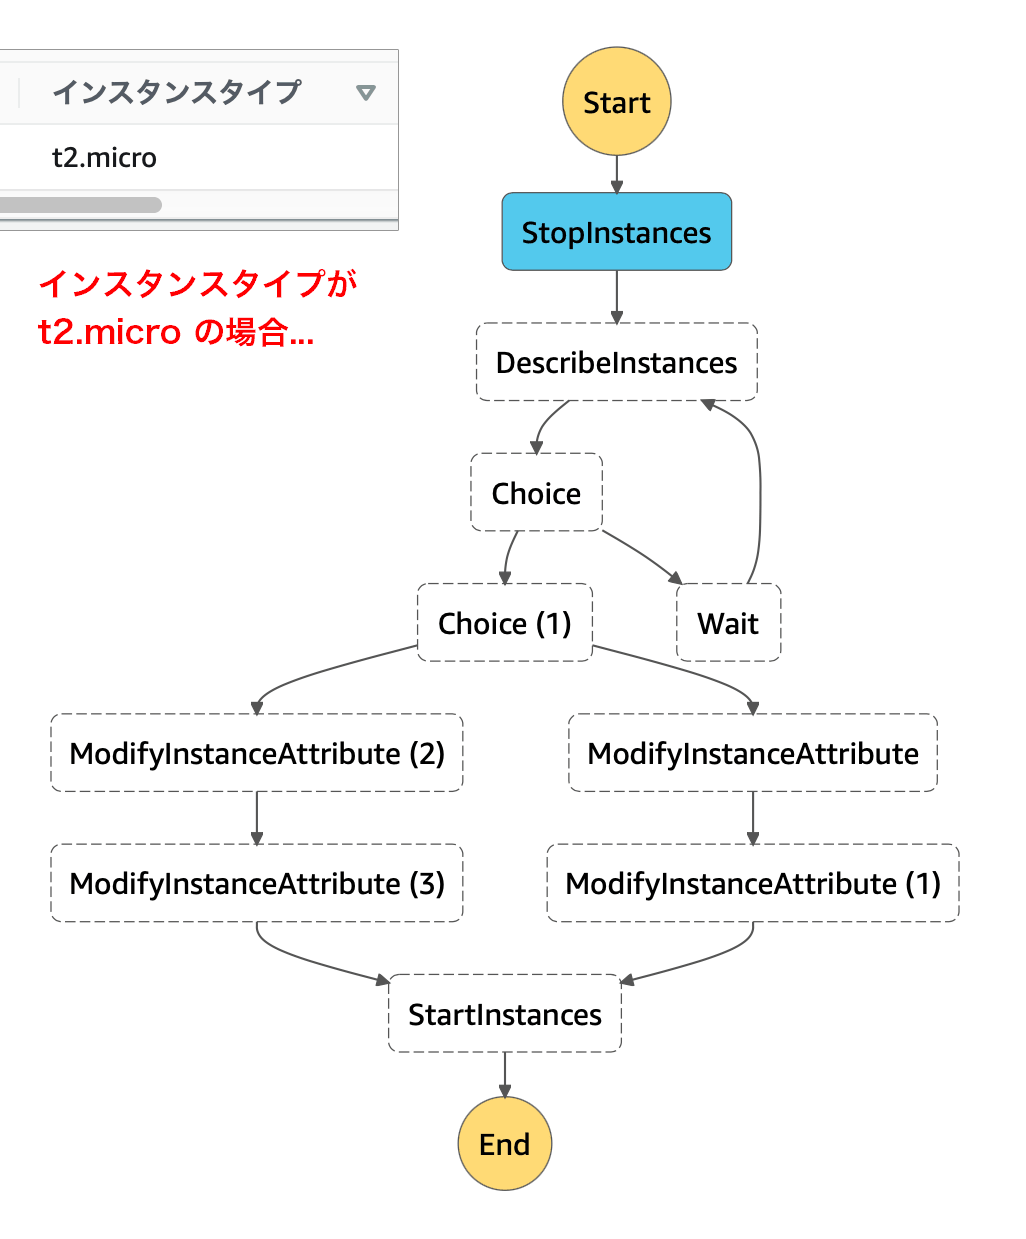 インスタンスタイプ
t2.micro
インスタンスタイプが
t2.micro の場合...
Start
StopInstances
DescribeInstances
Choice
Choice (1)
Wait
ModifyInstanceAttribute (2)
ModifyInstanceAttribute
ModifyInstanceAttribute (3)
ModifyInstanceAttribute (1)
StartInstances
End